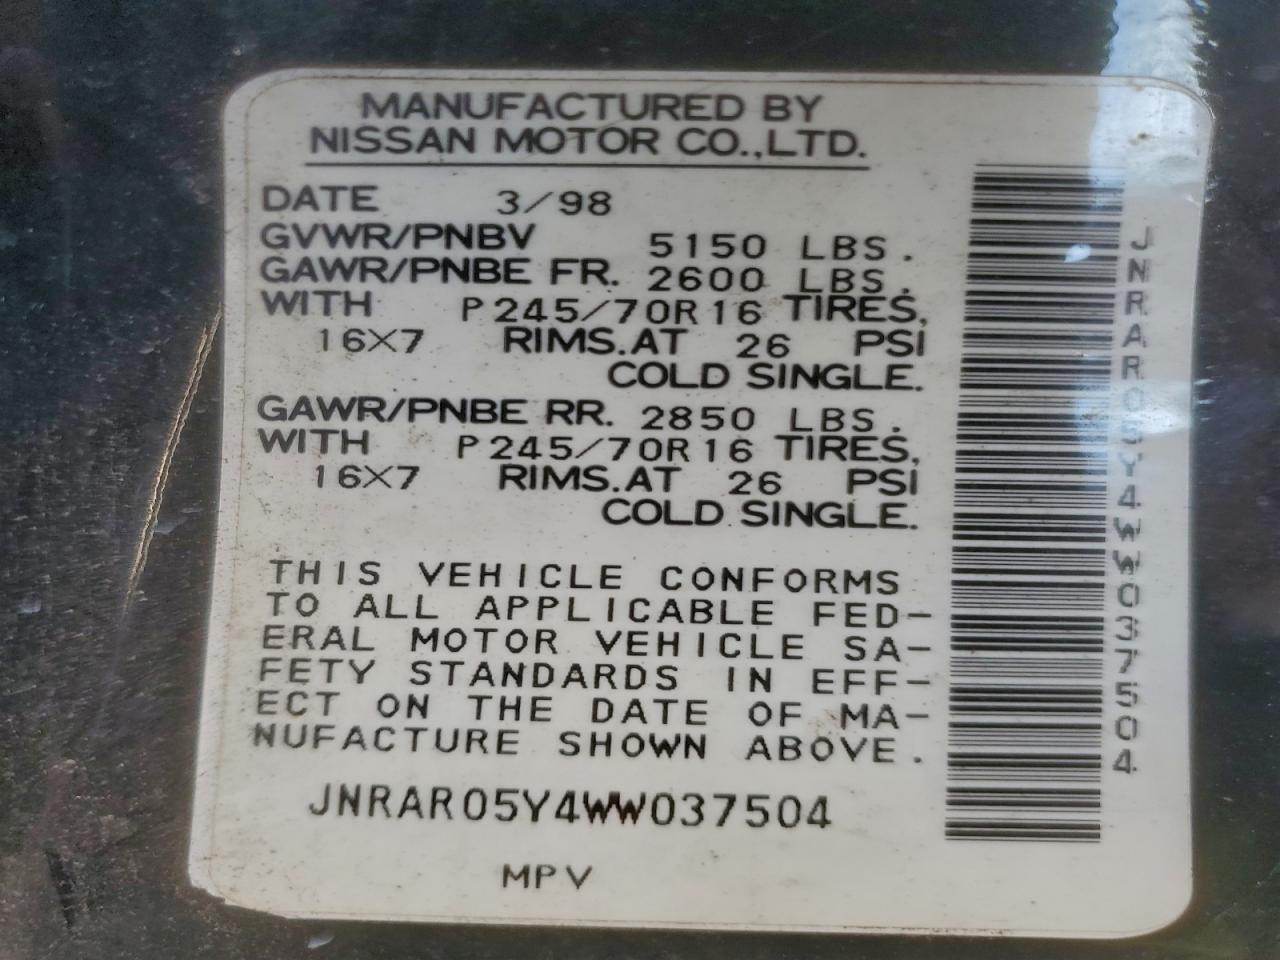 MANUFACTURED BY
NISSAN MOTOR CO.,LTD.
DATE 3/98
GVWR/PNBV 5150 LBS.
GAWR/PNBE FR. 2600 LBS.
WITH P245/70R16 TIRES,
16X7 RIMS.AT 26 PSI
COLD SINGLE.
GAWR/PNBE RR. 2850 LBS.
WITH P245/70R16 TIRES,
16X7 RIMS.AT 26 PSI
COLD SINGLE.
THIS VEHICLE CONFORMS
TO ALL APPLICABLE FED-
ERAL MOTOR VEHICLE SA-
FETY STANDARDS IN EFF-
ECT ON THE DATE OF MA-
NUFACTURE SHOWN ABOVE.
JNRAR05Y4WW037504
MPV
JNRAR05Y4WW037504